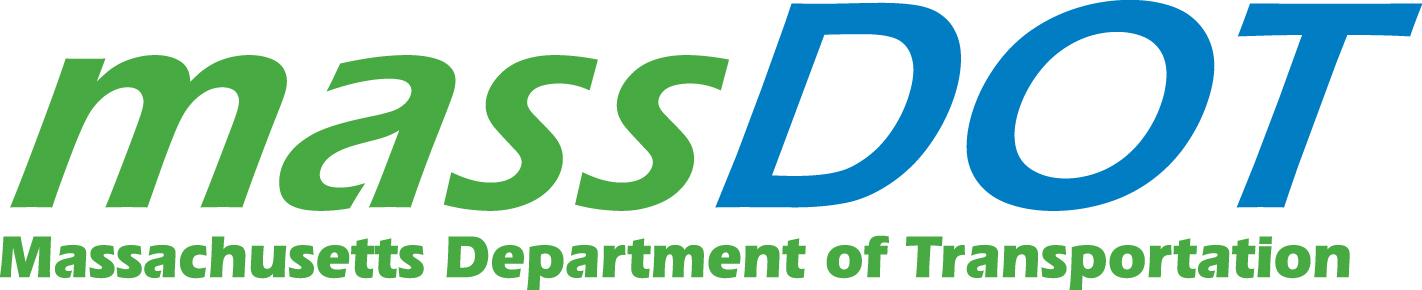 massDOT
Massachusetts Department of Transportation